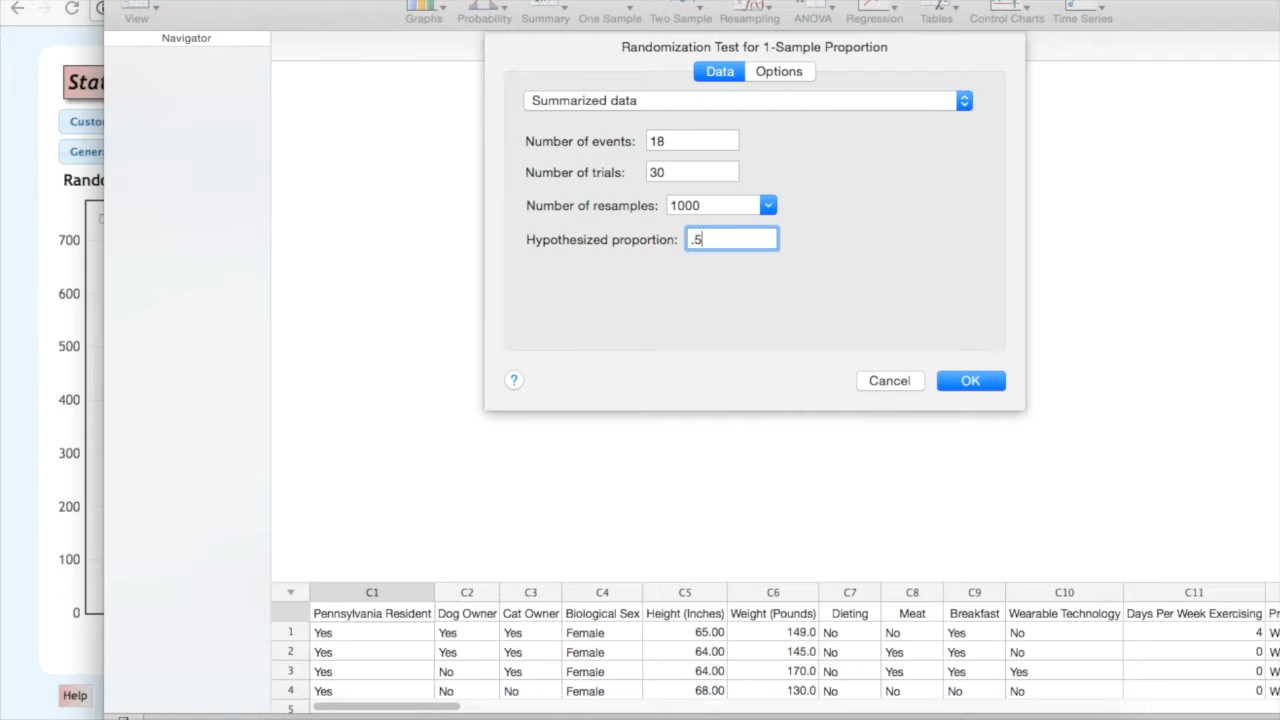 View
Graphs Probability Summary One Sample Two Sample Resampling ANOVA Regression Tables Control Charts Time Series
Navigator
Randomization Test for 1-Sample Proportion
Data Options
Summarized data
Number of events: 18
Number of trials: 30
Number of resamples: 1000
Hypothesized proportion: .5
? Cancel OK
Stat
Custo
Genera
Rando
700
600
500
400
300
200
100
0
Help
C1 C2 C3 C4 C5 C6 C7 C8 C9 C10 C11
Pennsylvania Resident Dog Owner Cat Owner Biological Sex Height (Inches) Weight (Pounds) Dieting Meat Breakfast Wearable Technology Days Per Week Exercising Pr
1 Yes Yes Yes Female 65.00 149.0 No No Yes No 4 W
2 Yes Yes Yes Female 64.00 145.0 No Yes Yes No 0 W
3 Yes No Yes Female 64.00 170.0 No Yes Yes Yes 0 W
4 Yes No No Female 68.00 130.0 No No No No 0 W
5